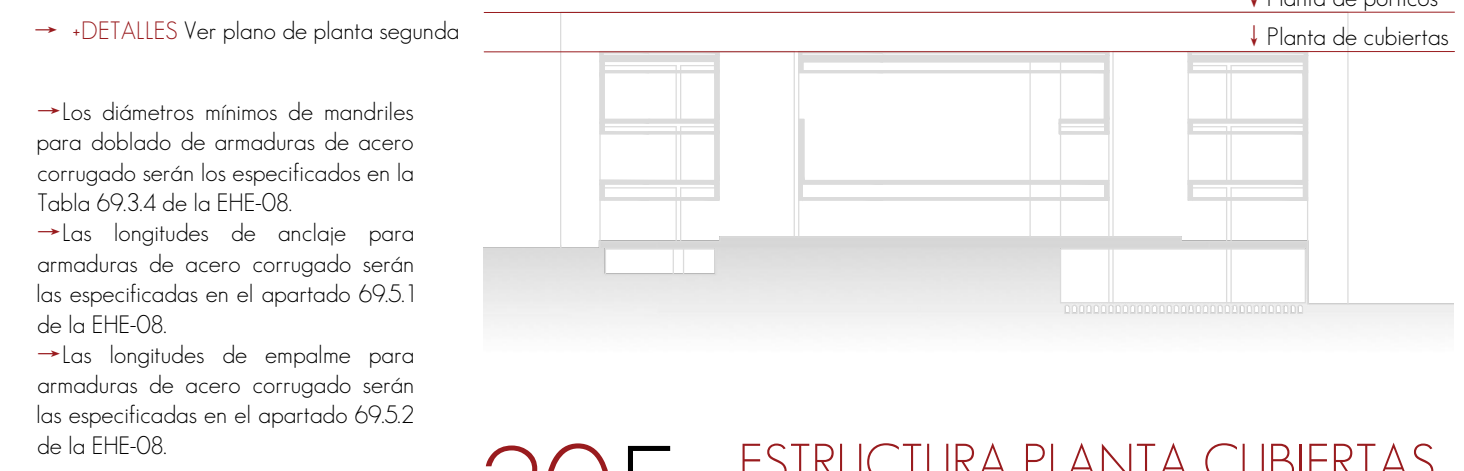 → +DETALLES Ver plano de planta segunda
→Los diámetros mínimos de mandriles
para doblado de armaduras de acero
corrugado serán los especificados en la
Tabla 69.3.4 de la EHE-08.
→Las longitudes de anclaje para
armaduras de acero corrugado serán
las especificadas en el apartado 69.5.1
de la EHE-08.
→Las longitudes de empalme para
armaduras de acero corrugado serán
las especificadas en el apartado 69.5.2
de la EHE-08.
↓ Planta de pórticos
↓ Planta de cubiertas
ESTRUCTURA PLANTA CUBIERTAS